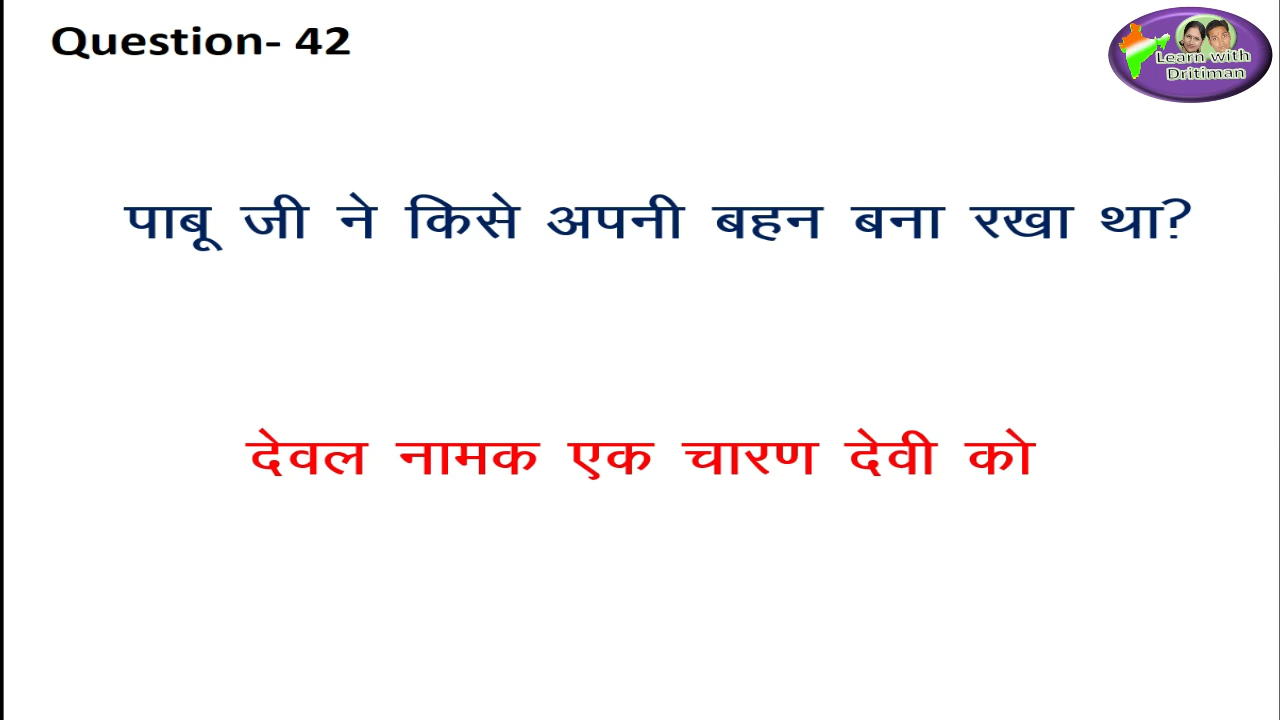 Question- 42
Learn with
Dritiman
पाबू जी ने किसे अपनी बहन बना रखा था?
देवल नामक एक चारण देवी को